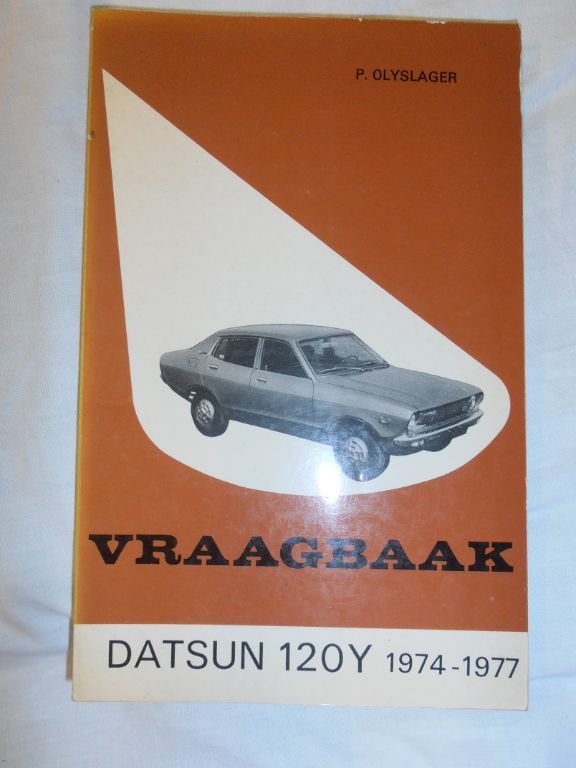 P. OLYSLAGER
VRAAGBAAK
DATSUN 120Y 1974-1977